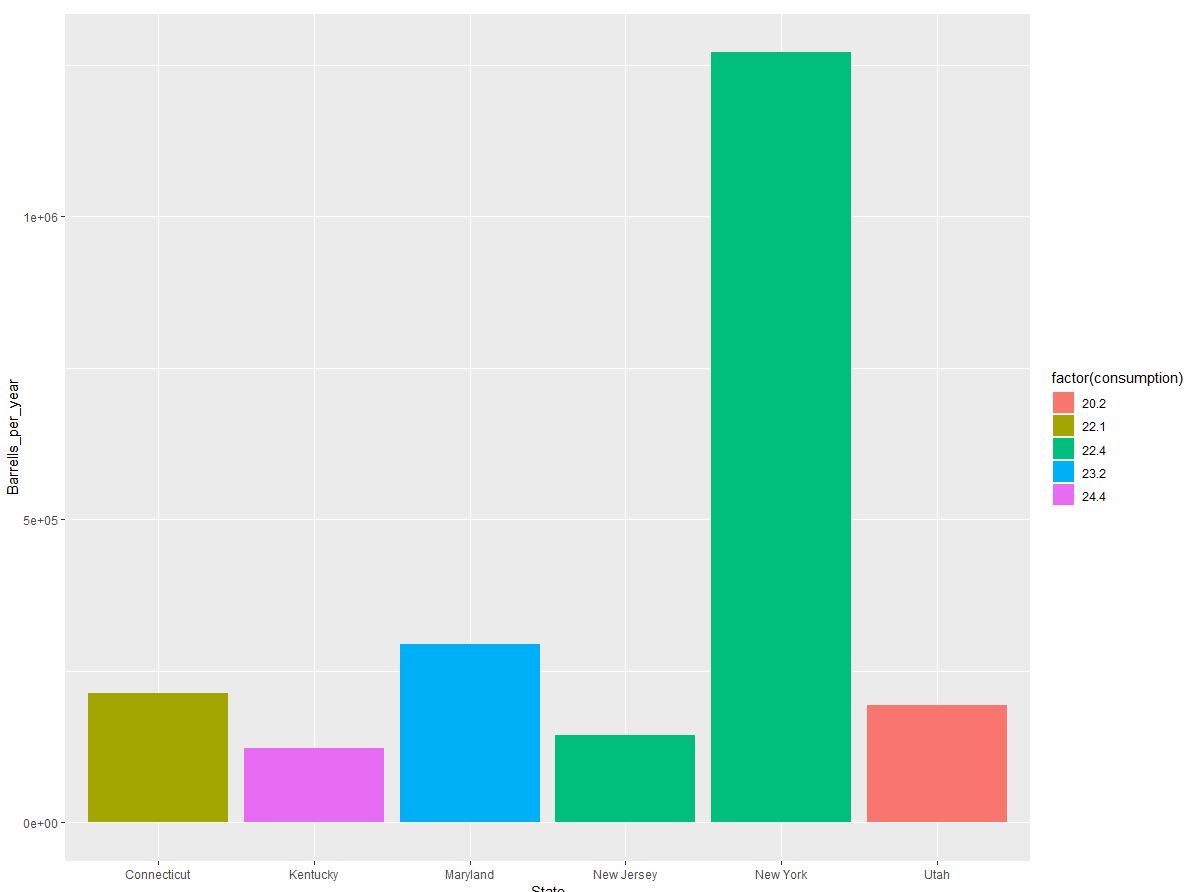 Barrells_per_year
1e+06
5e+05
0e+00
Connecticut Kentucky Maryland New Jersey New York Utah
State
factor(consumption)
20.2
22.1
22.4
23.2
24.4